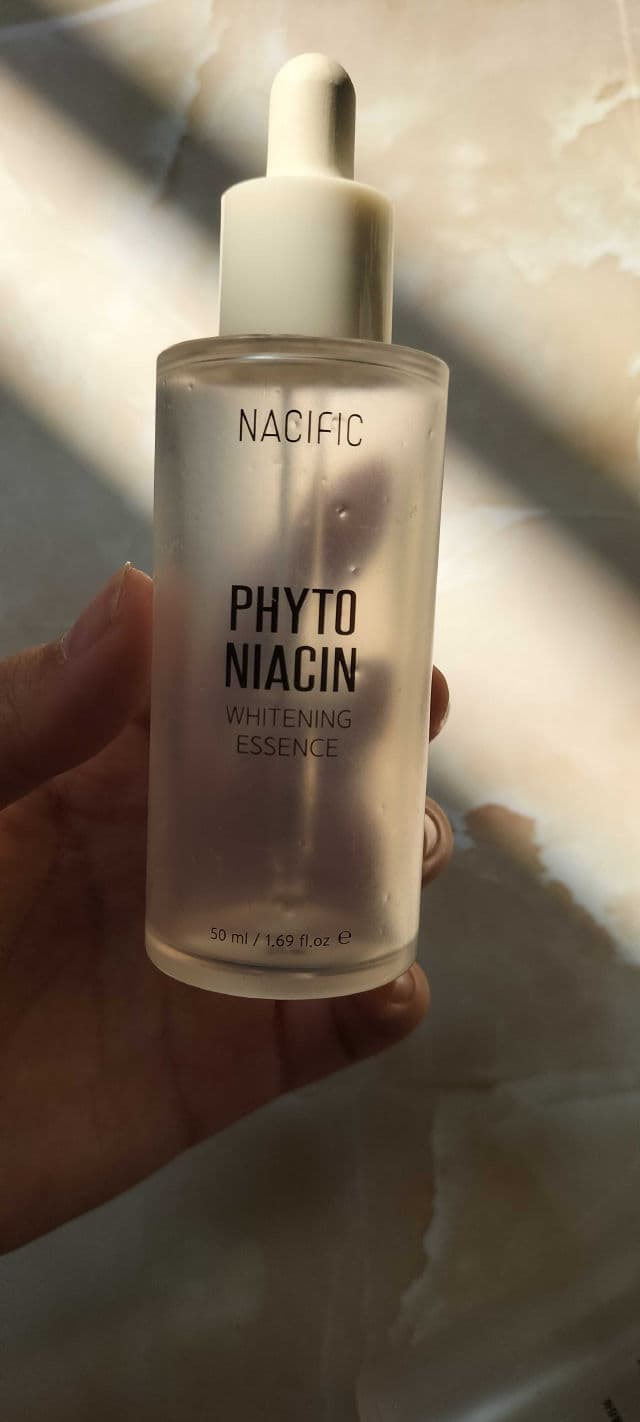 NACIFIC
PHYTO
NIACIN
WHITENING
ESSENCE
50 ml / 1.69 fl.oz ℮